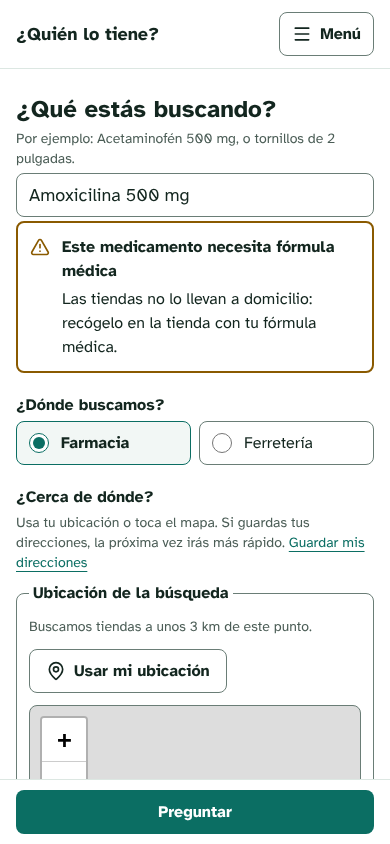 ¿Quién lo tiene?
Menú
¿Qué estás buscando?
Por ejemplo: Acetaminofén 500 mg, o tornillos de 2
pulgadas.
Amoxicilina 500 mg
Este medicamento necesita fórmula
médica
Las tiendas no lo llevan a domicilio:
recógelo en la tienda con tu fórmula
médica.
¿Dónde buscamos?
Farmacia
Ferretería
¿Cerca de dónde?
Usa tu ubicación o toca el mapa. Si guardas tus
direcciones, la próxima vez irás más rápido. Guardar mis
direcciones
Ubicación de la búsqueda
Buscamos tiendas a unos 3 km de este punto.
Usar mi ubicación
+
Preguntar